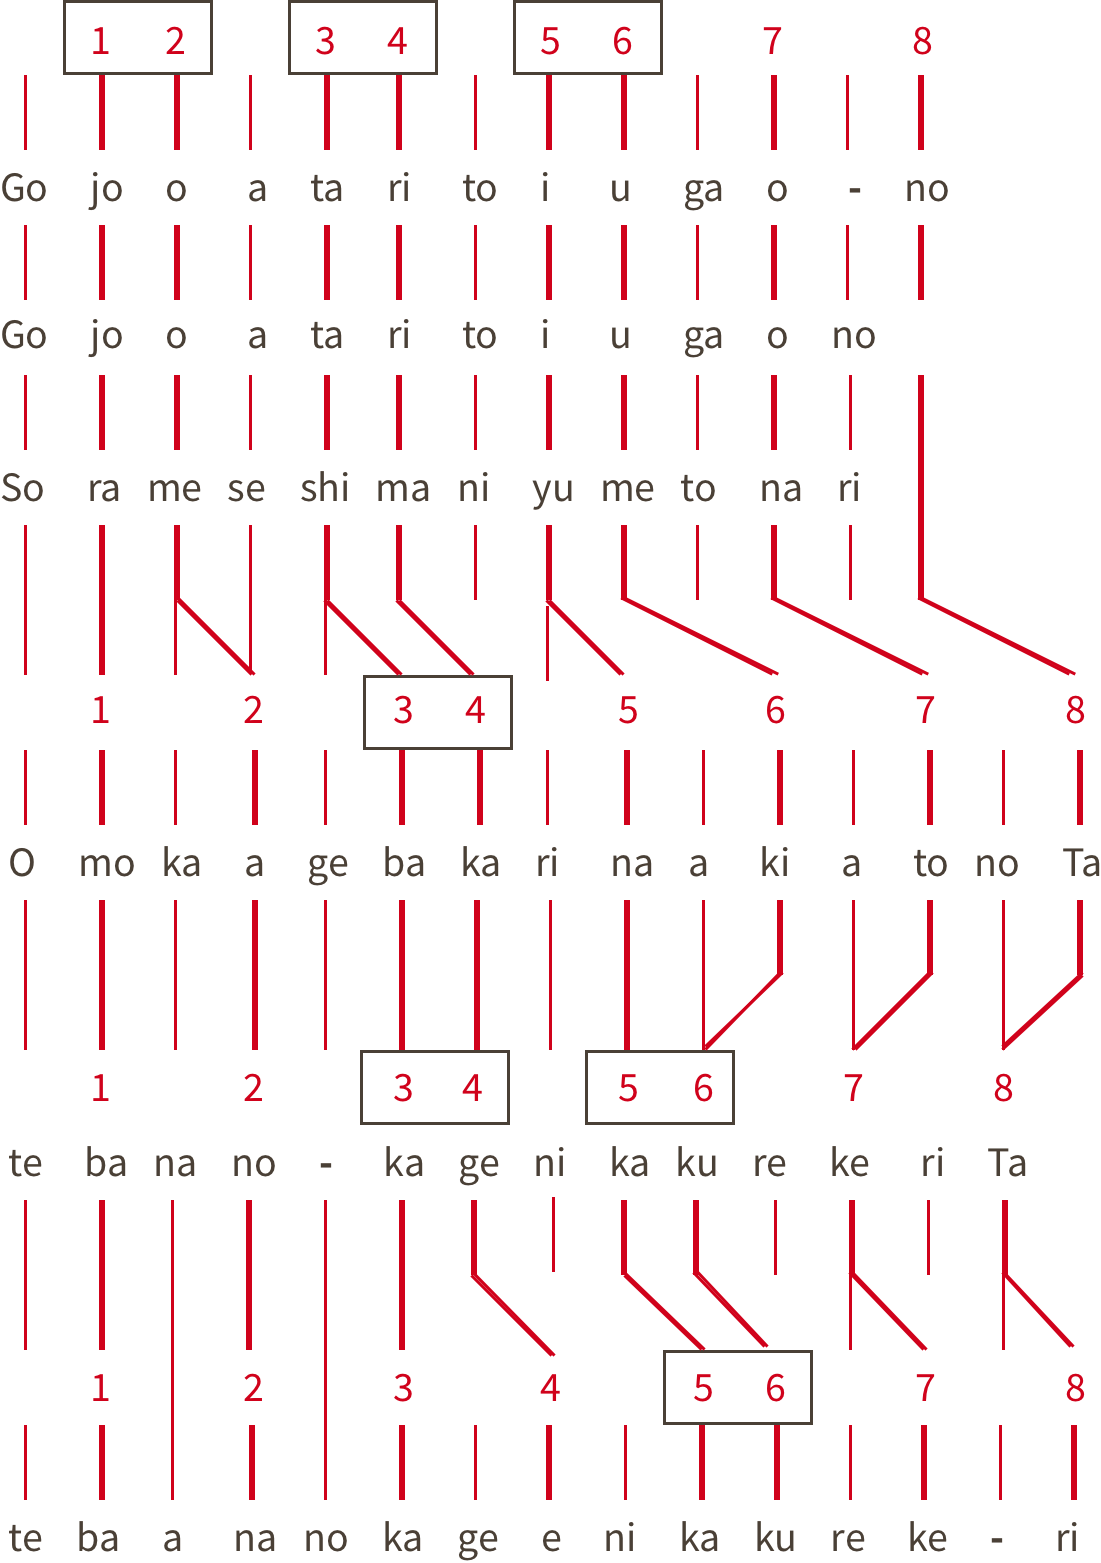 1 2 3 4 5 6 7 8
Go jo o a ta ri to i u ga o - no
Go jo o a ta ri to i u ga o no
So ra me se shi ma ni yu me to na ri
1 2 3 4 5 6 7 8
O mo ka a ge ba ka ri na a ki a to no Ta
1 2 3 4 5 6 7 8
te ba na no - ka ge ni ka ku re ke ri Ta
1 2 3 4 5 6 7 8
te ba a na no ka ge e ni ka ku re ke - ri